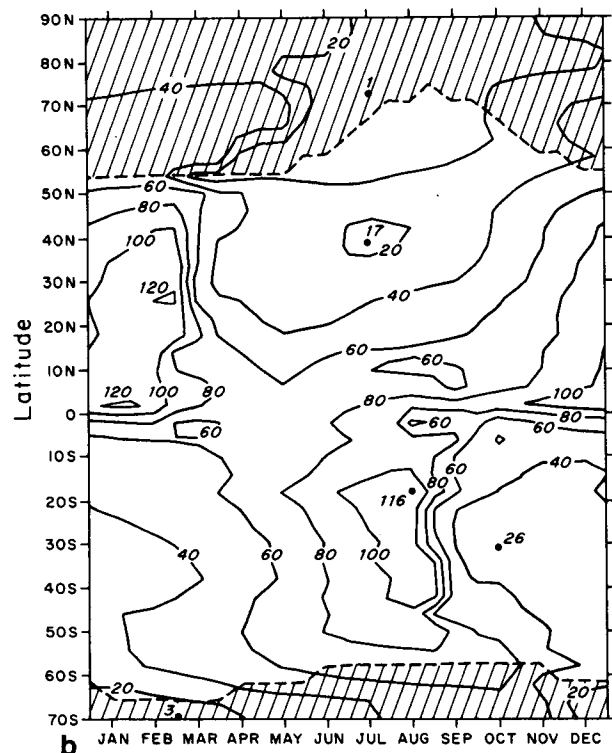 90N
80N
70N
60N
50N
40N
30N
20N
10N
0
10S
20S
30S
40S
50S
60S
70S
Latitude
20
40
1
60
80
100
120
17
20
40
60
60
120
100
80
80
100
60
60
80
60
60
40
80
116
26
40
60
80
100
20
3
20
JAN FEB MAR APR MAY JUN JUL AUG SEP OCT NOV DEC
b